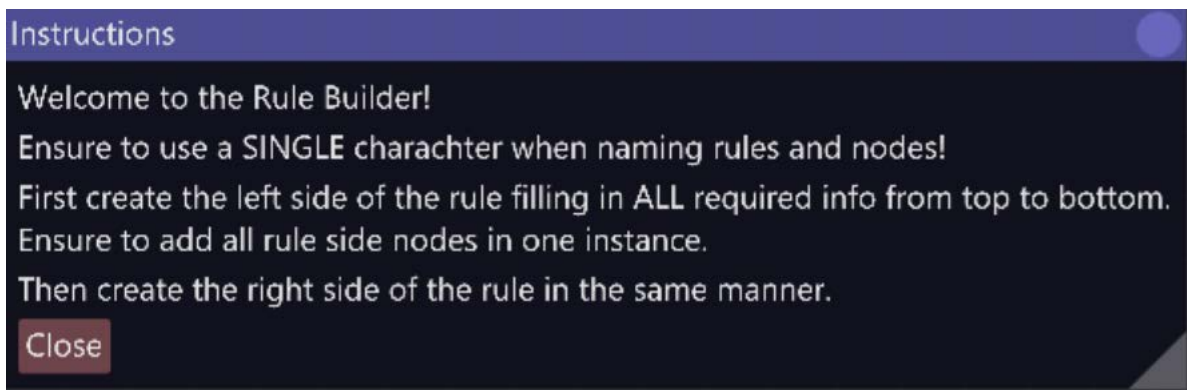 Instructions
Welcome to the Rule Builder!
Ensure to use a SINGLE charachter when naming rules and nodes!
First create the left side of the rule filling in ALL required info from top to bottom.
Ensure to add all rule side nodes in one instance.
Then create the right side of the rule in the same manner.
Close